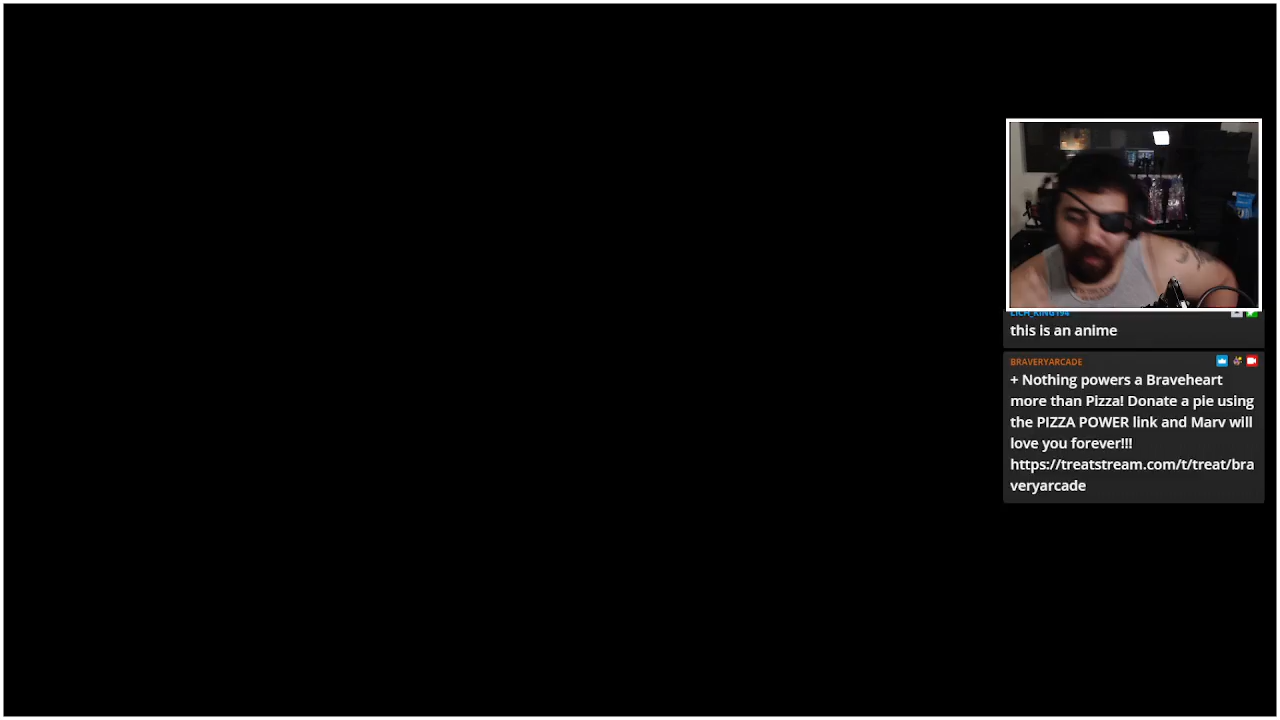 LICH_KING194
this is an anime
BRAVERYARCADE
+ Nothing powers a Braveheart
more than Pizza! Donate a pie using
the PIZZA POWER link and Marv will
love you forever!!!
https://treatstream.com/t/treat/bra
veryarcade